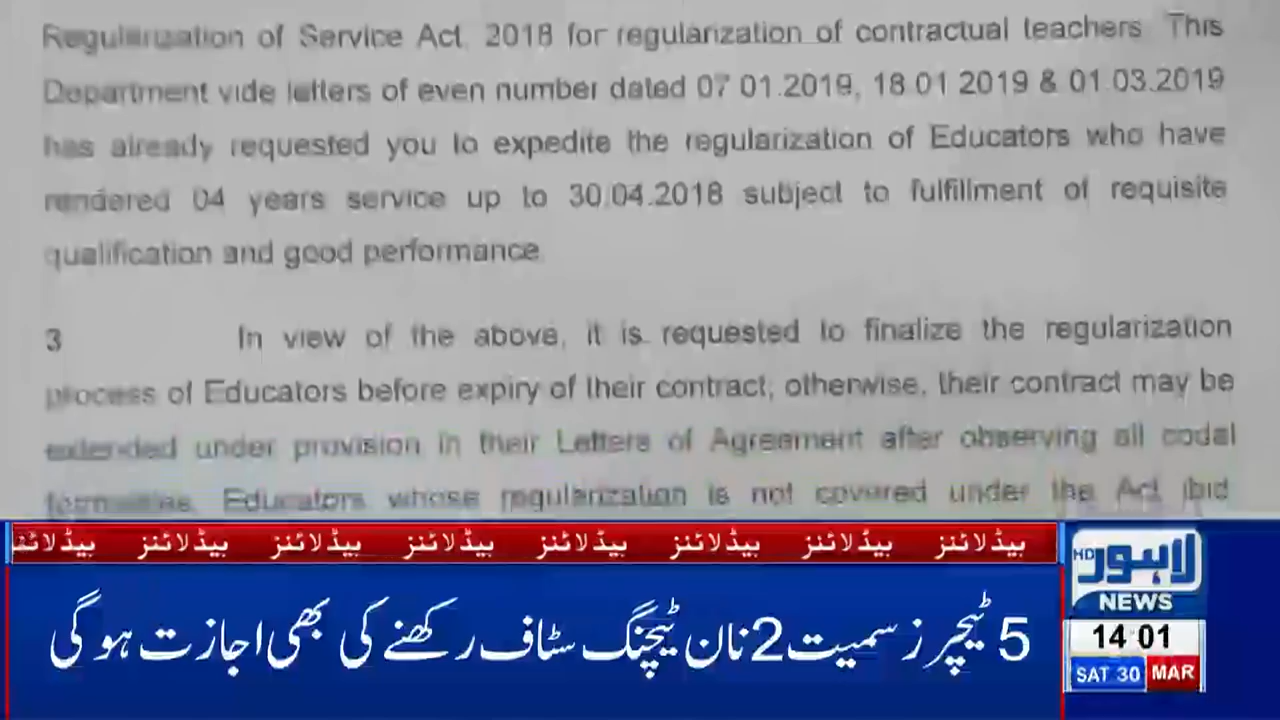 Regularization of Service Act, 2018 for regularization of contractual teachers. This
Department vide letters of even number dated 07.01.2019, 18.01.2019 & 01.03.2019
has already requested you to expedite the regularization of Educators who have
rendered 04 years service up to 30.04.2018 subject to fulfillment of requisite
qualification and good performance.
3 In view of the above, it is requested to finalize the regularization
process of Educators before expiry of their contract, otherwise, their contract may be
extended under provision in their Letters of Agreement after observing all codal
formalities. Educators whose regularization is not covered under the Act ibid
ہیڈلائنز ہیڈلائنز ہیڈلائنز ہیڈلائنز ہیڈلائنز ہیڈلائنز ہیڈلائنز ہیڈلائنز
5 ٹیچرز سمیت 2 نان ٹیچنگ سٹاف رکھنے کی بھی اجازت ہوگی
HD لاہور
NEWS
14 01
SAT 30 MAR